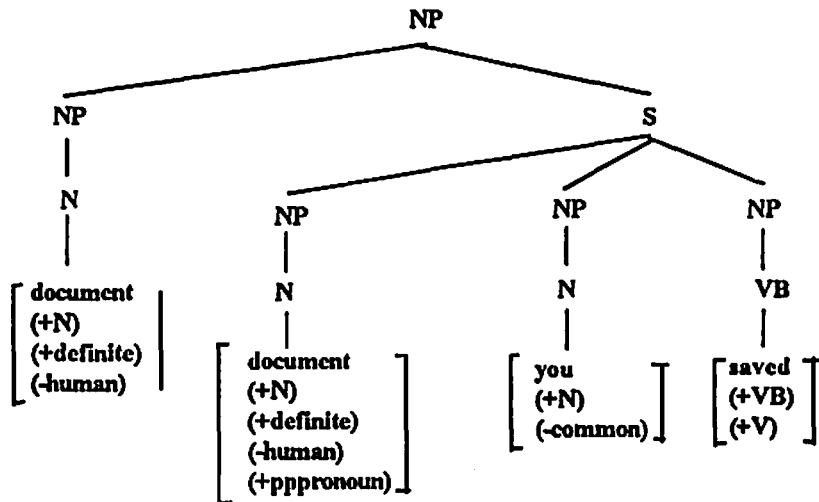 NP
NP S
N NP NP NP
N N VB
document
(+N)
(+definite)
(-human)
document
(+N)
(+definite)
(-human)
(+pppronoun)
you
(+N)
(-common)
saved
(+VB)
(+V)